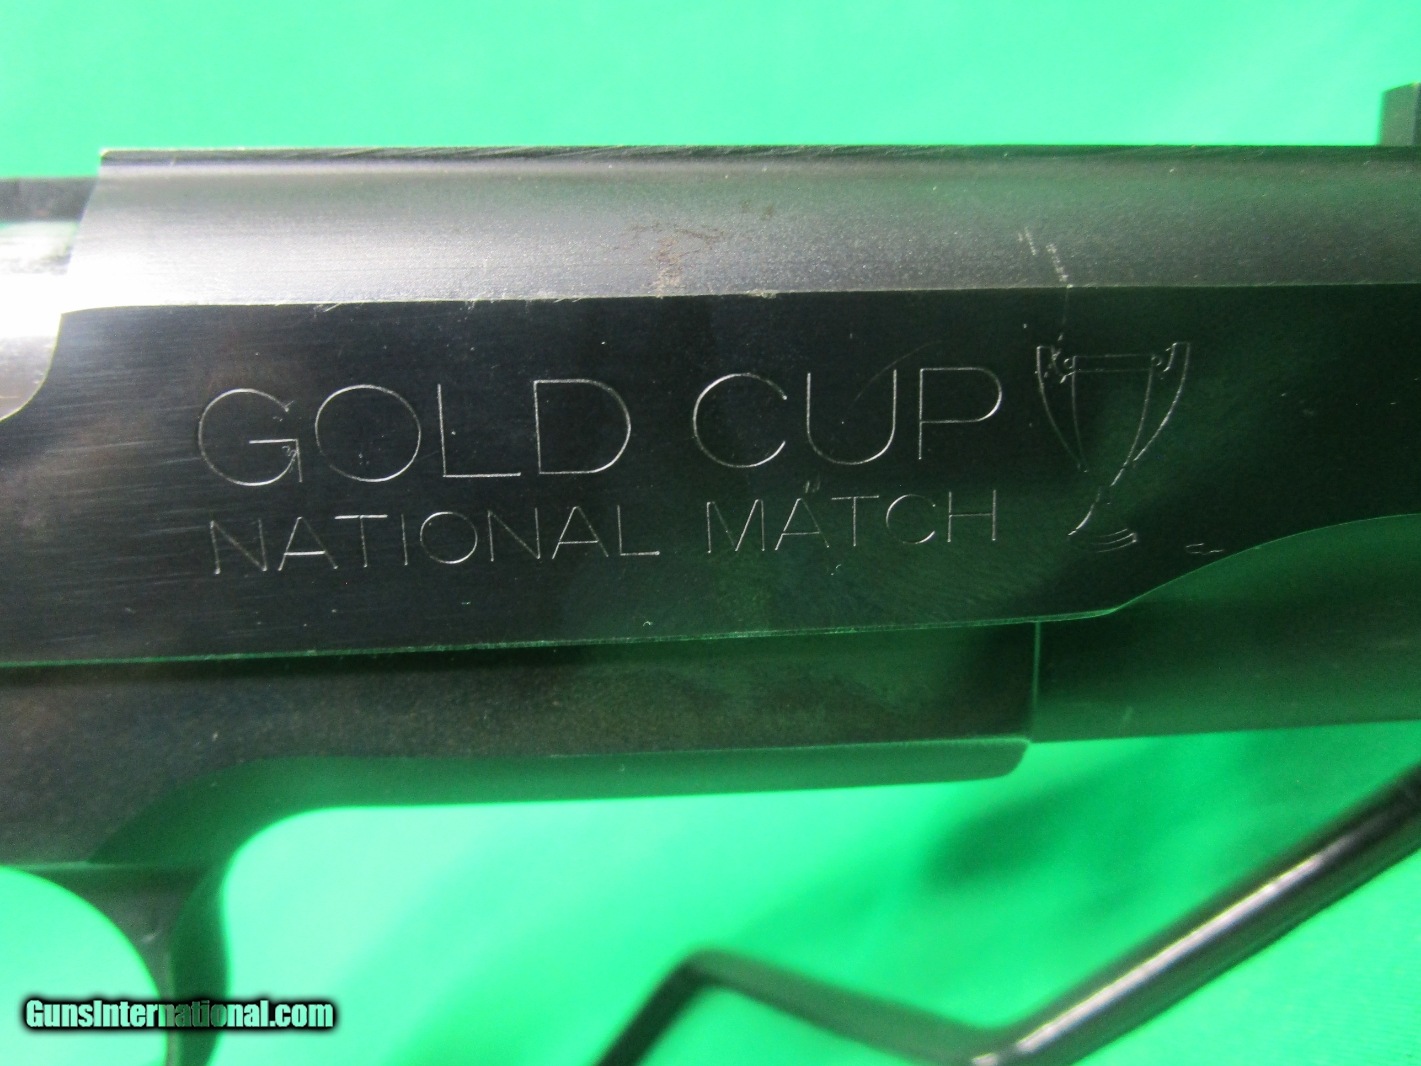 GOLD CUP
NATIONAL MATCH
GunsInternational.com